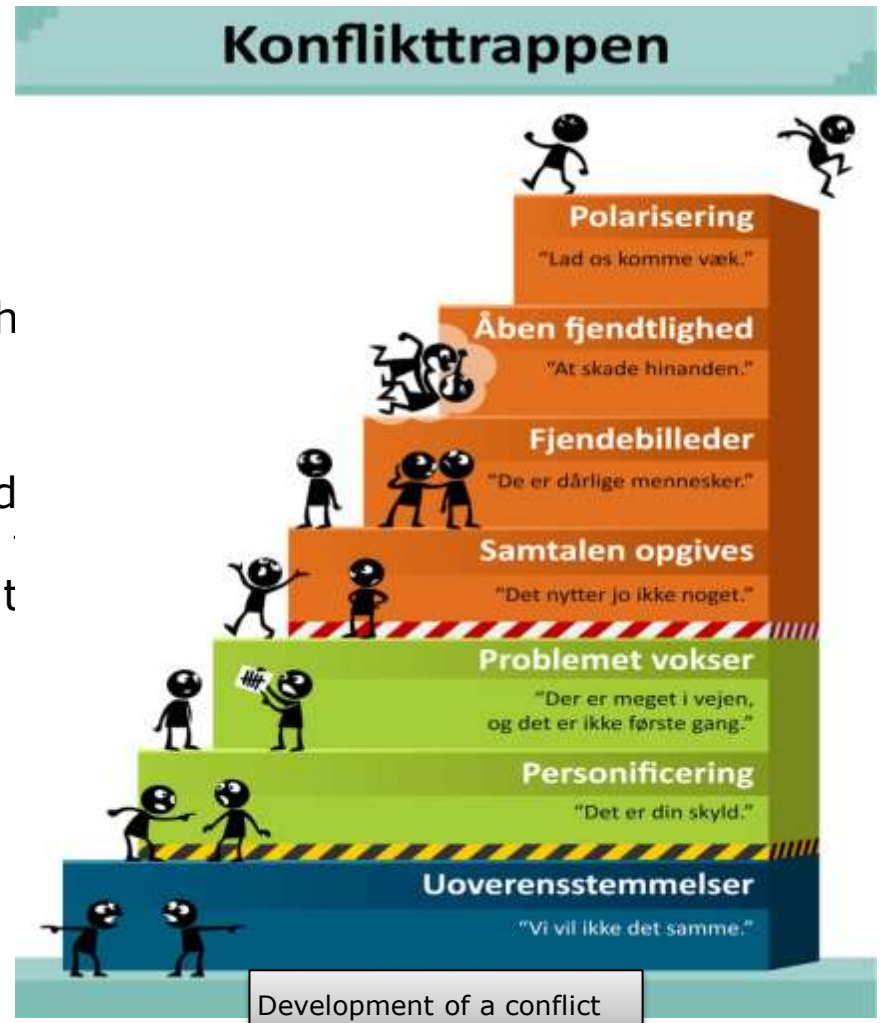 Konflikttrappen
Polarisering
"Lad os komme væk."
Åben fjendtlighed
"At skade hinanden."
h
Fjendebilleder
"De er dårlige mennesker."
d
Samtalen opgives
"Det nytter jo ikke noget."
t
Problemet vokser
"Der er meget i vejen,
og det er ikke første gang."
Personificering
"Det er din skyld."
Uoverensstemmelser
"Vi vil ikke det samme."
Development of a conflict